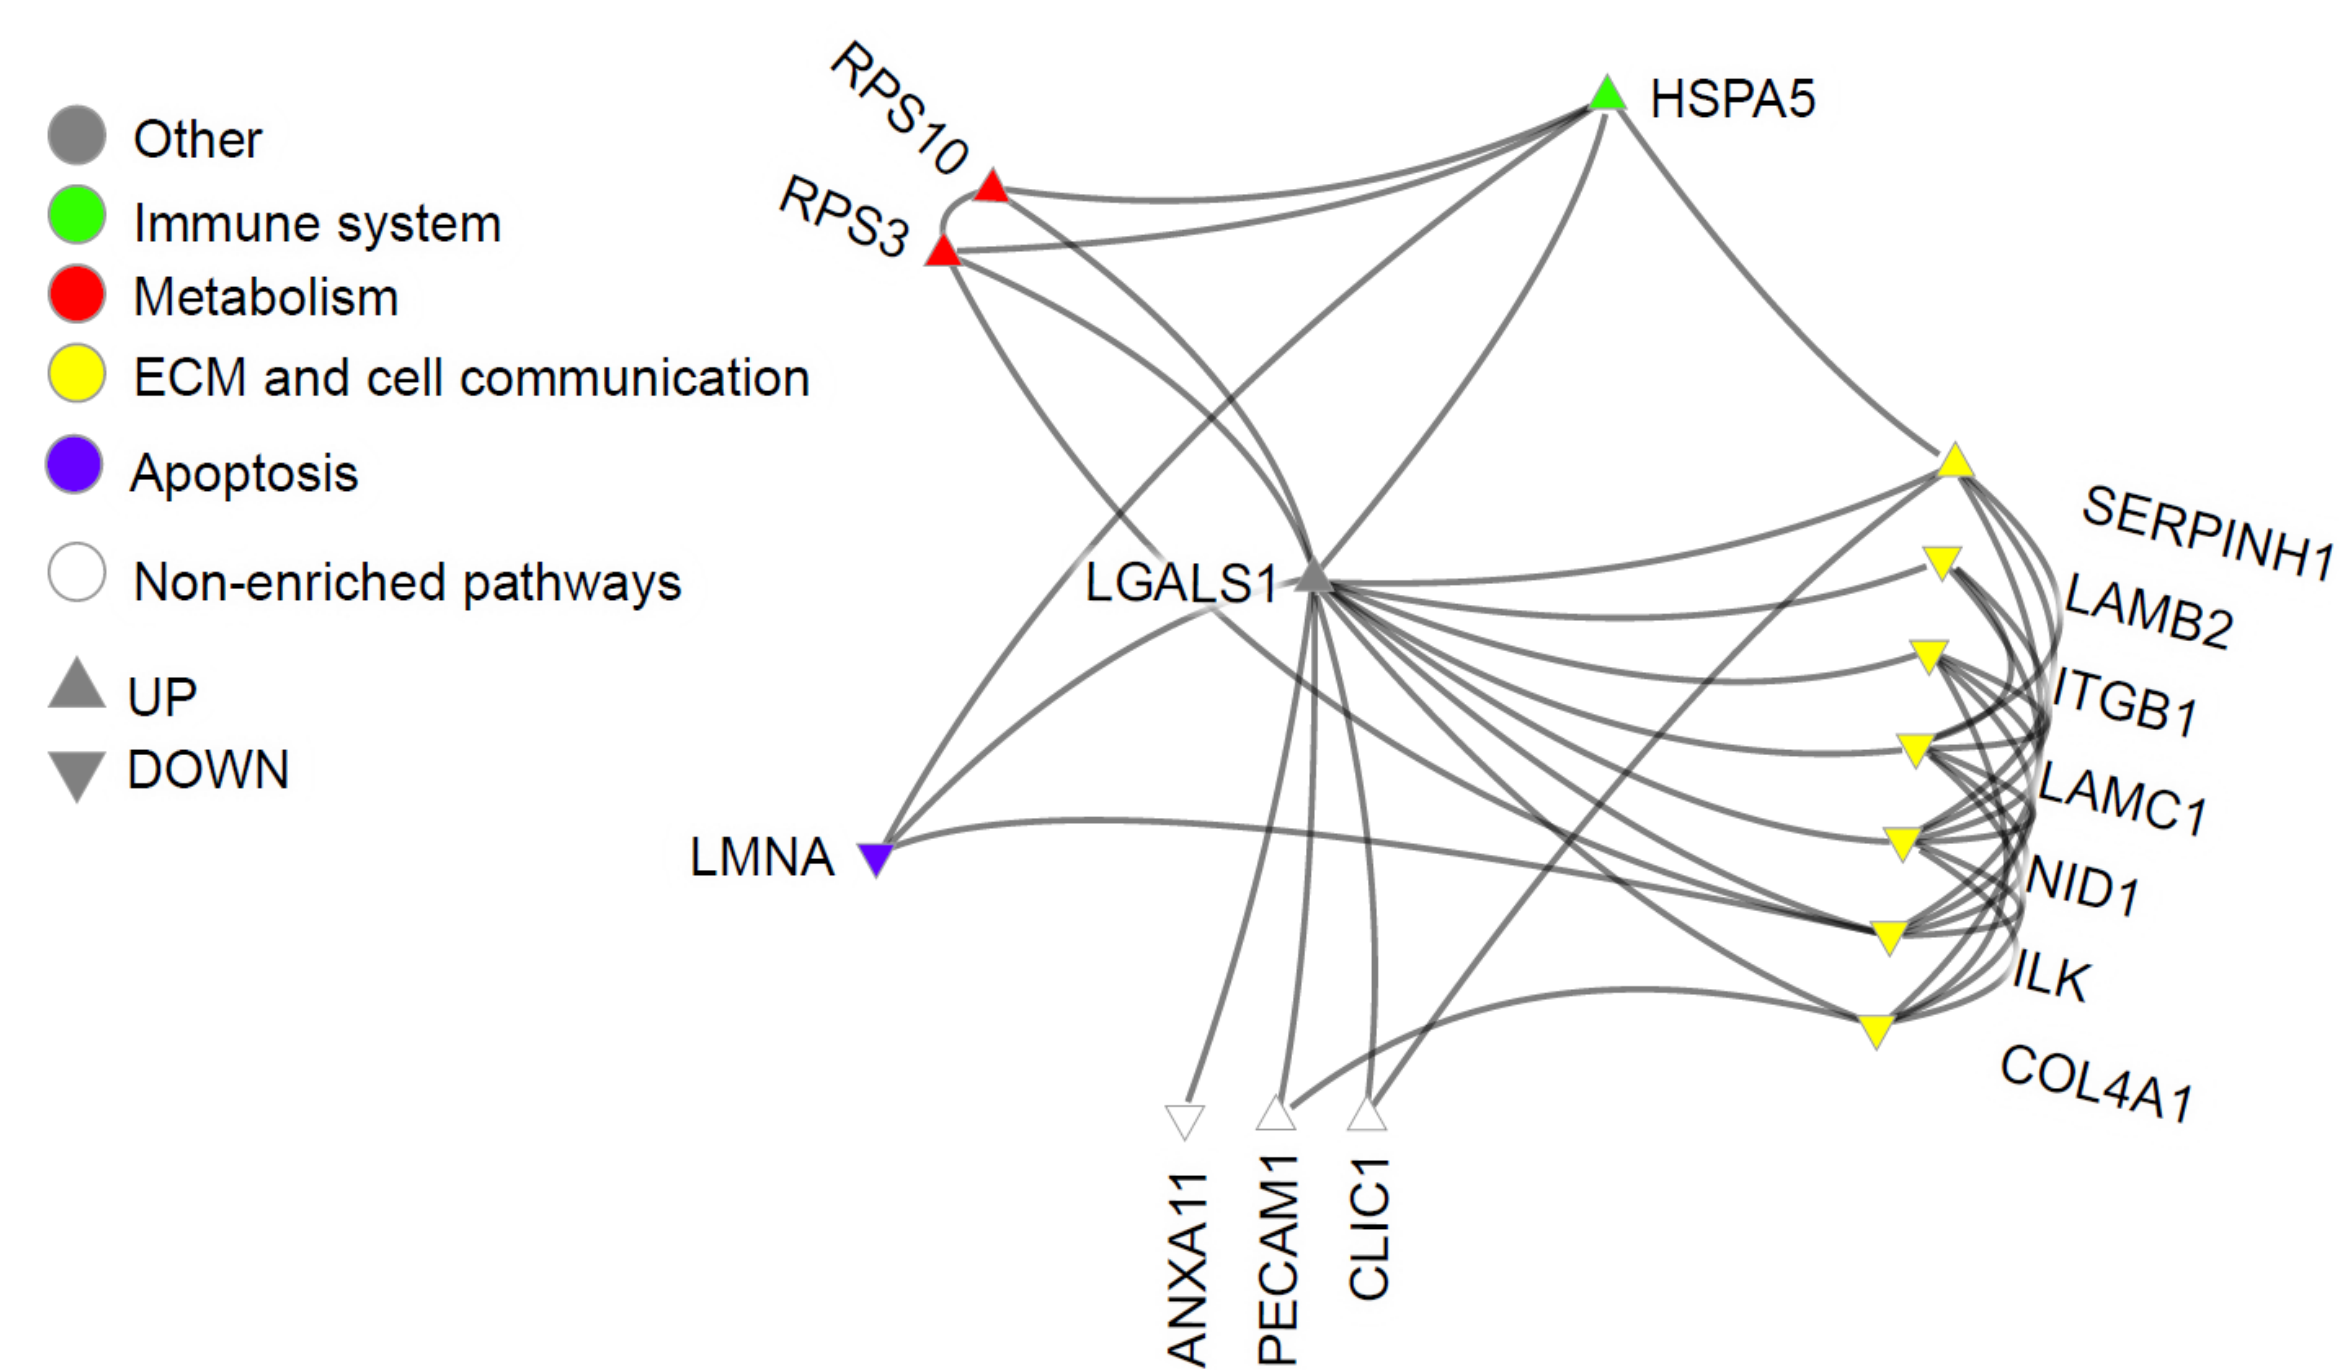 Other
Immune system
Metabolism
ECM and cell communication
Apoptosis
Non-enriched pathways
UP
DOWN
RPS10
RPS3
HSPA5
LGALS1
LMNA
SERPINH1
LAMB2
ITGB1
LAMC1
NID1
ILK
COL4A1
ANXA11
PECAM1
CLIC1